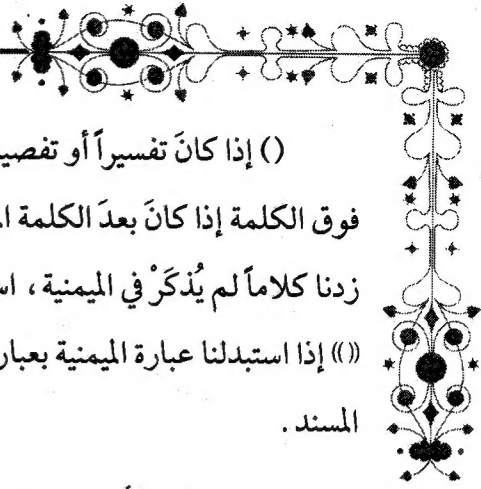 () إذا كانَ تفسيراً أو تفصي
فوق الكلمة إذا كانَ بعدَ الكلمة
زدنا كلاماً لم يُذكَرْ في الميمنية ،
(()) إذا استبدلنا عبارة الميمنية بعبار
المسند .